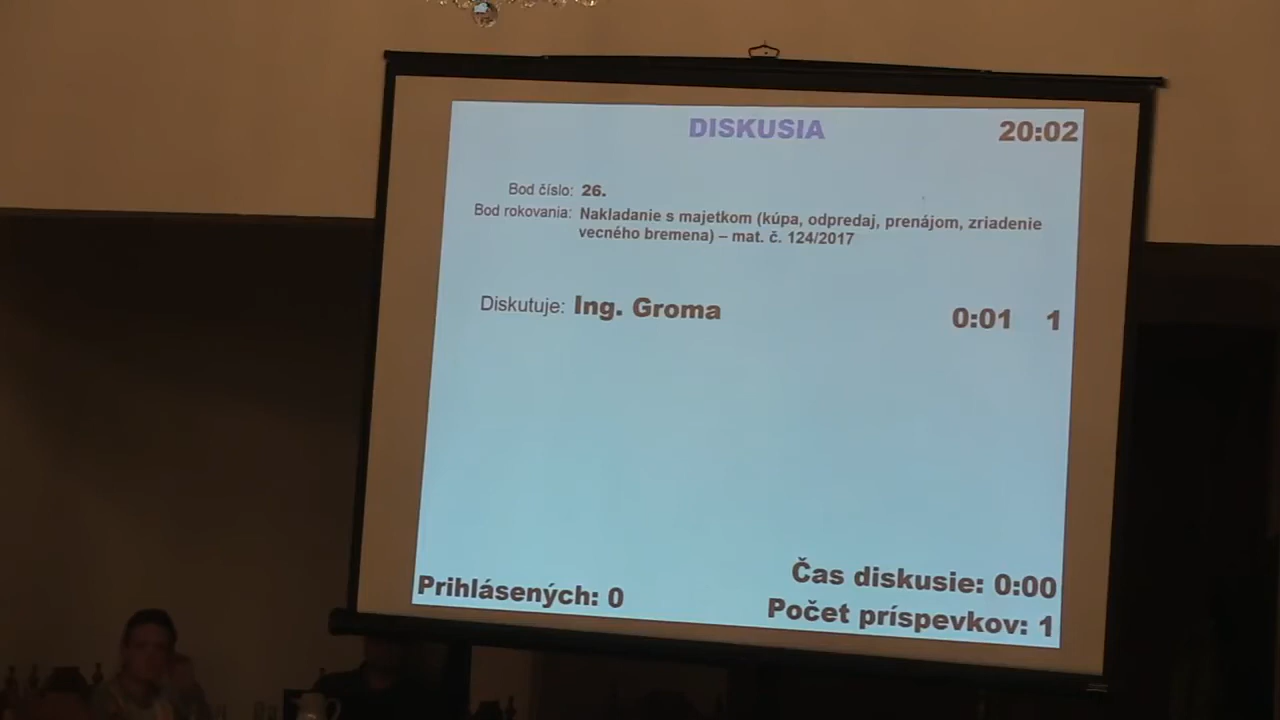 DISKUSIA 20:02
Bod číslo: 26.
Bod rokovania: Nakladanie s majetkom (kúpa, odpredaj, prenájom, zriadenie
vecného bremena) – mat. č. 124/2017
Diskutuje: Ing. Groma 0:01 1
Čas diskusie: 0:00
Prihlásených: 0
Počet príspevkov: 1